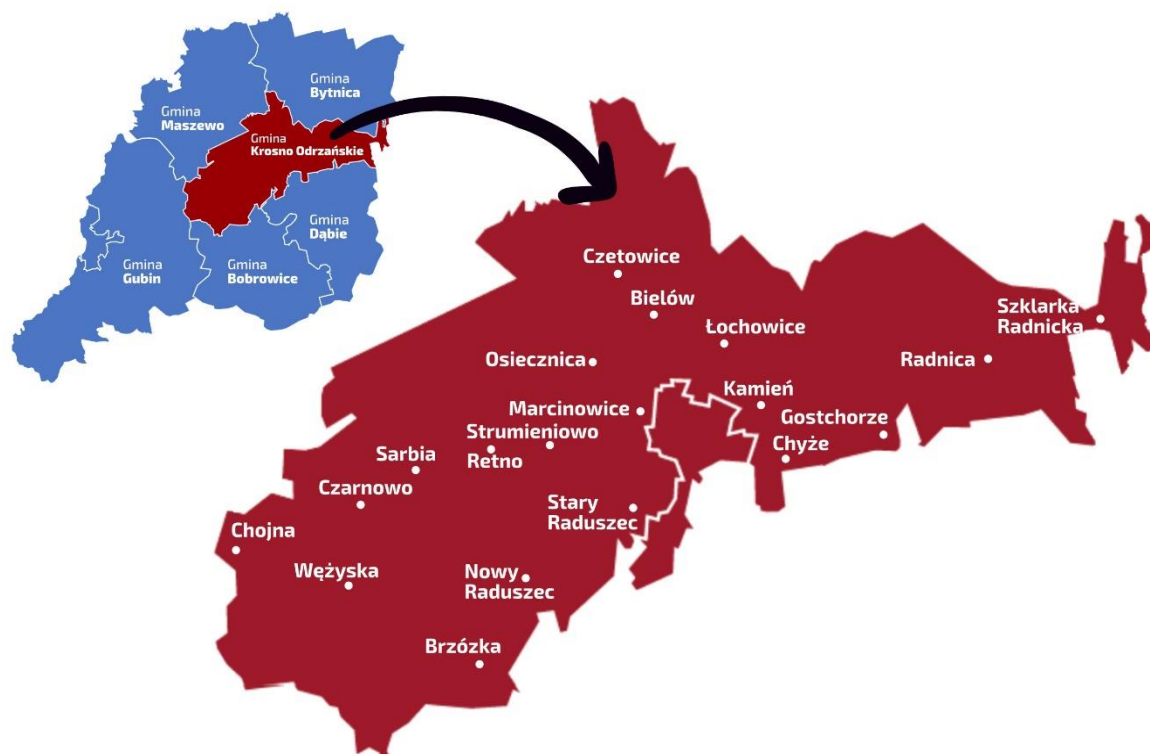 Gmina
Bytnica
Gmina
Maszewo
Gmina
Krosno Odrzańskie
Gmina
Dąbie
Gmina
Gubin
Gmina
Bobrowice
Czetowice
Bielów
Łochowice
Szklarka
Radnicka
Osiecznica
Radnica
Kamień
Marcinowice
Gostchorze
Strumieniowo
Chyże
Sarbia
Retno
Czarnowo
Stary
Raduszec
Chojna
Wężyska
Nowy
Raduszec
Brzózka